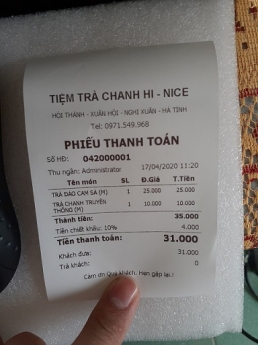 TIỆM TRÀ CHANH HI - NICE
HỘI THÀNH - XUÂN HỘI - NGHI XUÂN - HÀ TĨNH
Tel: 0971.549.968
PHIẾU THANH TOÁN
Số HĐ: 042000001
Thu ngân: Administrator 17/04/2020 11:20
Tên món SL Đ.Giá T.Tiền
TRÀ ĐÀO CAM SẢ (M) 1 25.000 25.000
TRÀ CHANH TRUYỀN THỐNG (M) 1 10.000 10.000
Thành tiền: 35.000
Tiền chiết khấu: 10% 4.000
Tiền thanh toán: 31.000
Khách đưa: 31.000
Trả khách: 0
Cảm ơn Quý khách. Hẹn gặp lại!